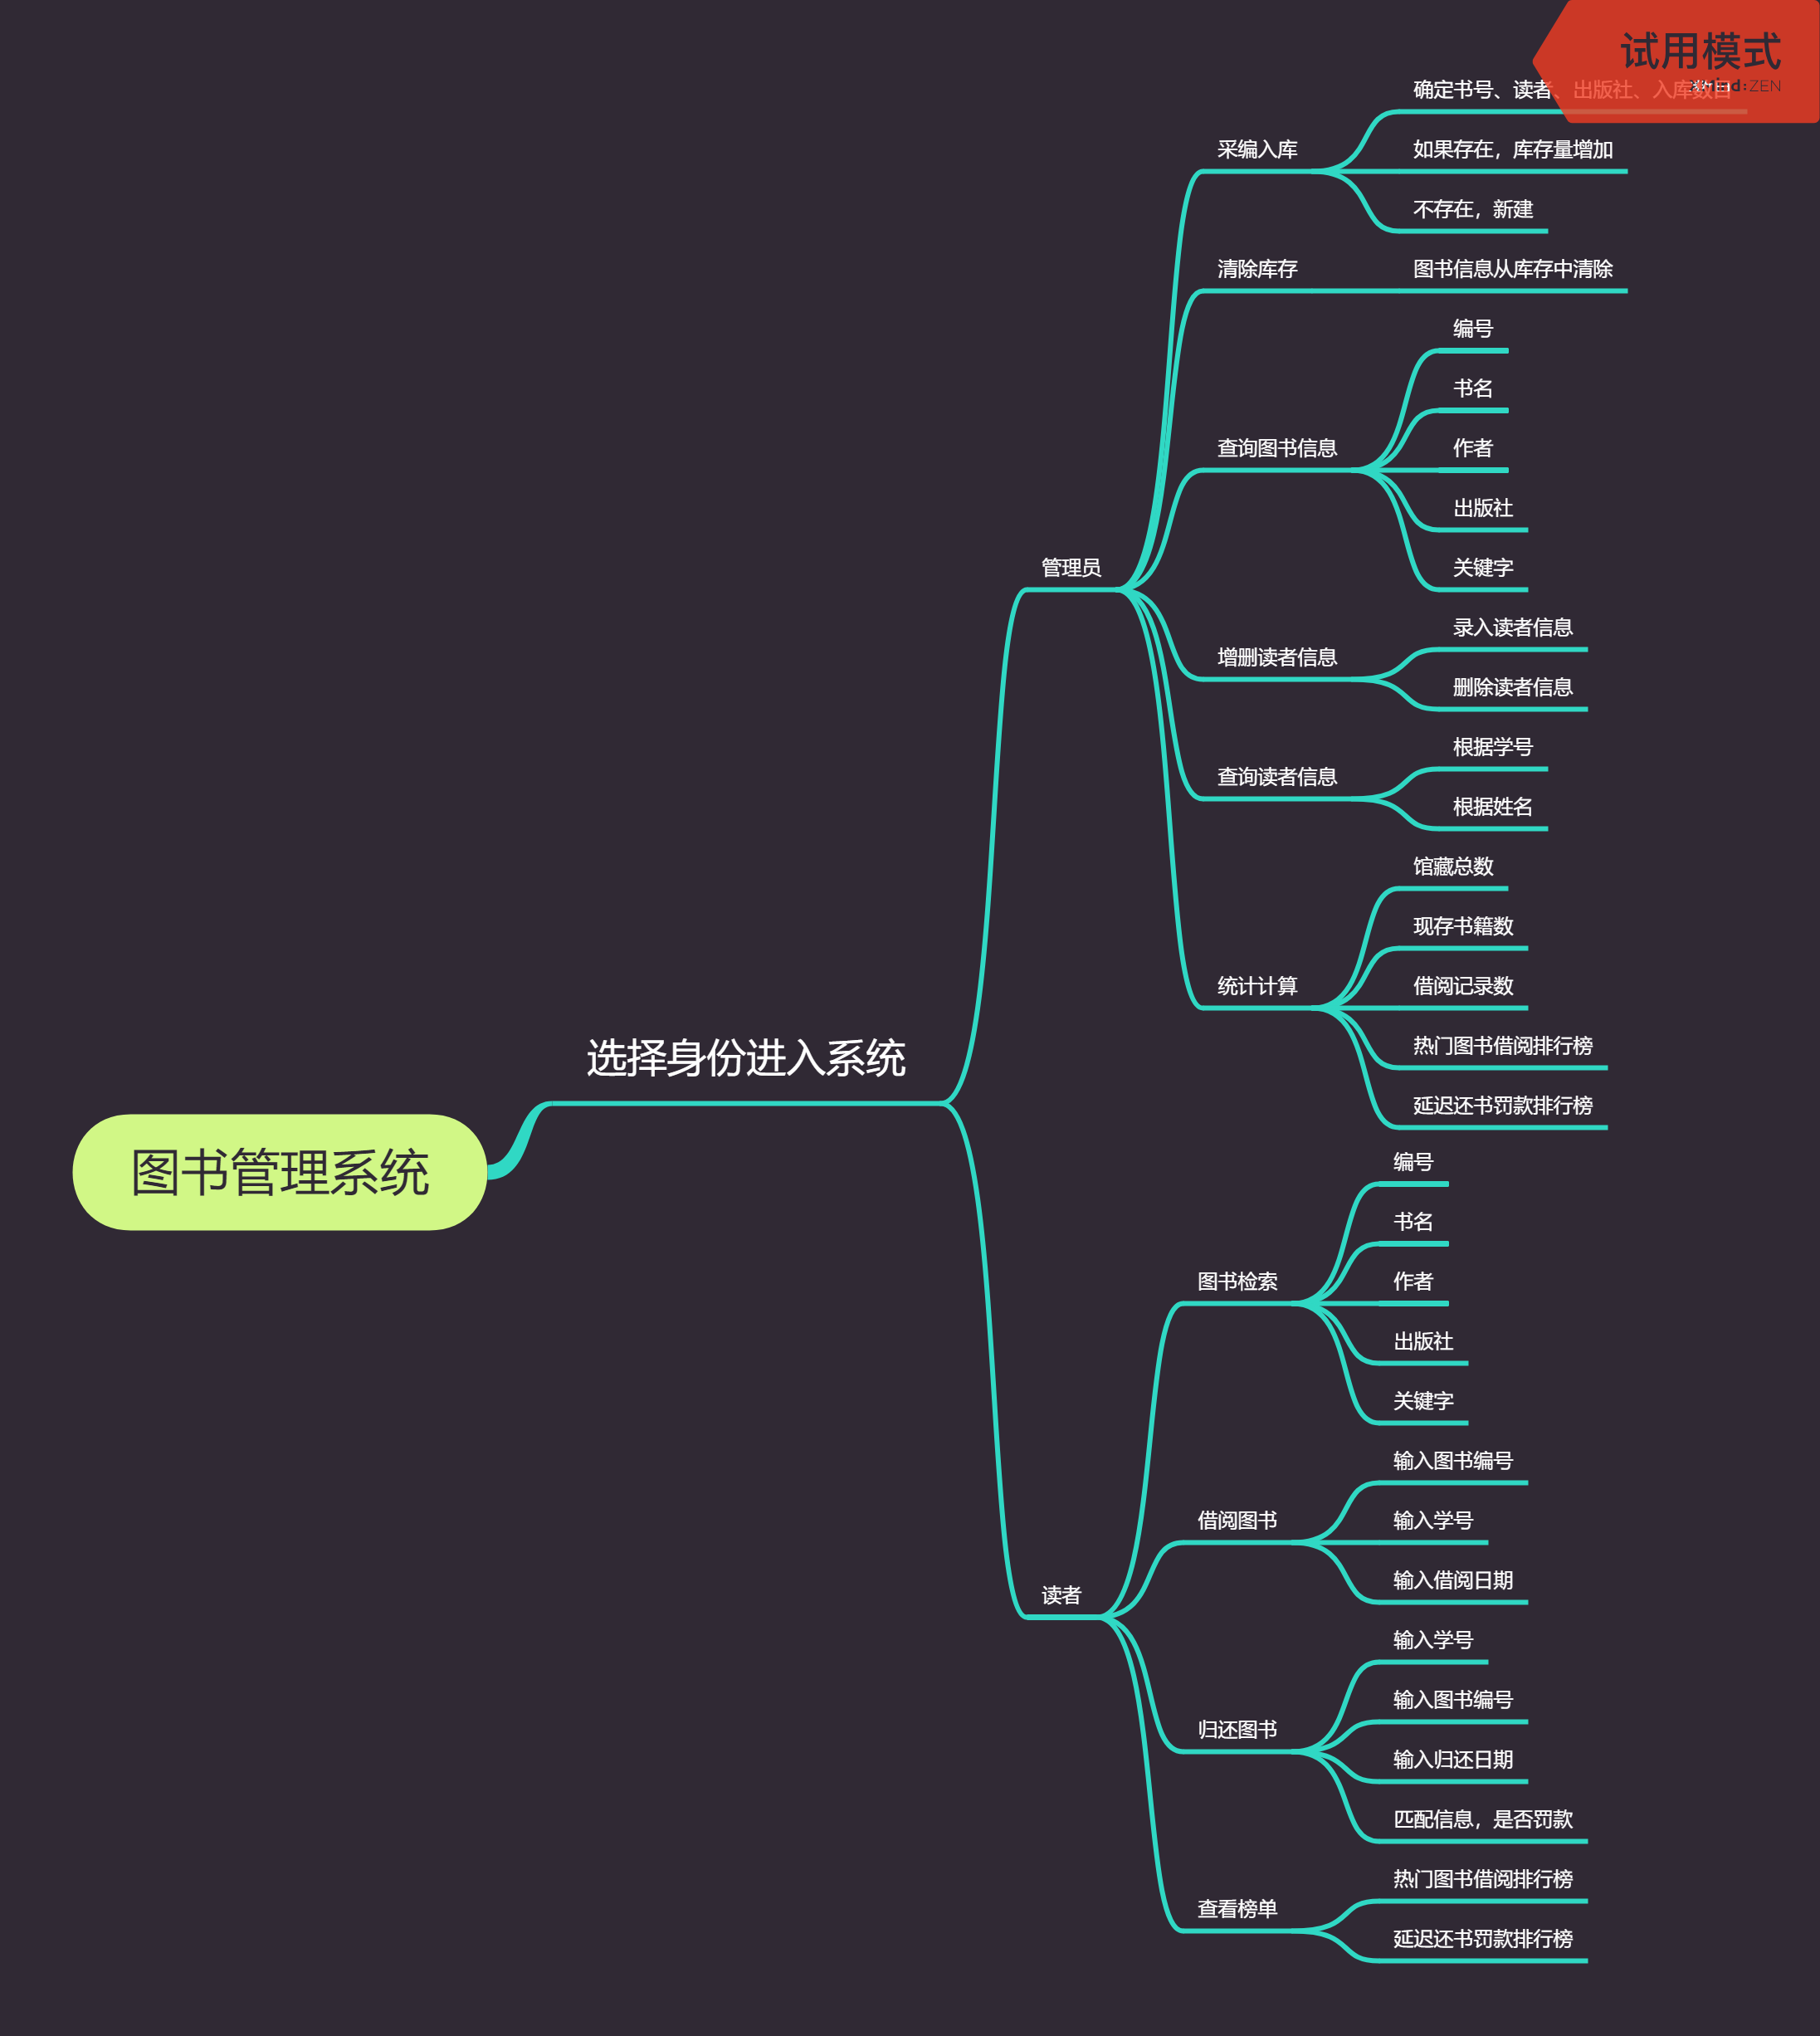 试用模式
XMind:ZEN
确定书号、读者、出版社、入库数目
采编入库
如果存在，库存量增加
不存在，新建
清除库存
图书信息从库存中清除
编号
书名
查询图书信息
作者
出版社
关键字
管理员
录入读者信息
增删读者信息
删除读者信息
根据学号
查询读者信息
根据姓名
馆藏总数
现存书籍数
统计计算
借阅记录数
热门图书借阅排行榜
延迟还书罚款排行榜
选择身份进入系统
图书管理系统
编号
书名
图书检索
作者
出版社
关键字
输入图书编号
借阅图书
输入学号
输入借阅日期
读者
输入学号
输入图书编号
归还图书
输入归还日期
匹配信息，是否罚款
热门图书借阅排行榜
查看榜单
延迟还书罚款排行榜